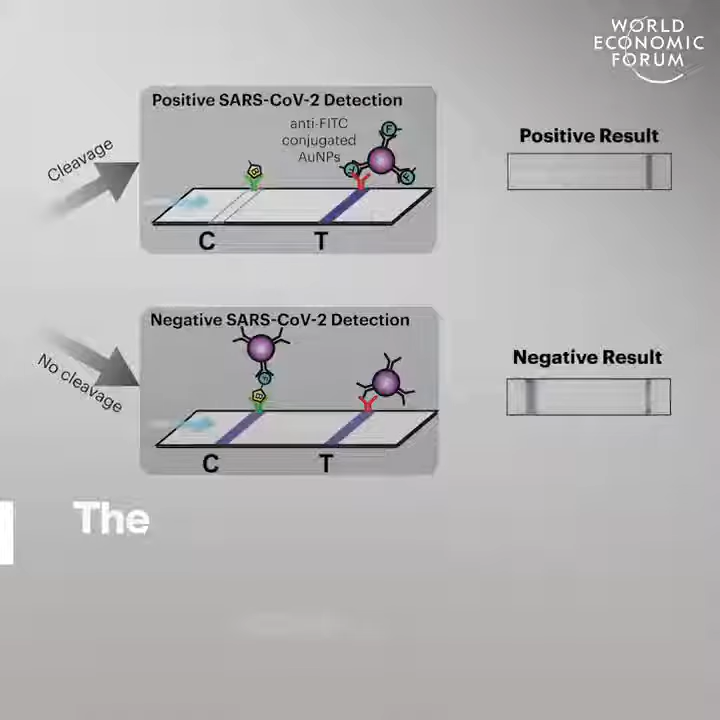 WORLD
ECONOMIC
FORUM
Positive SARS-CoV-2 Detection
anti-FITC
conjugated
AuNPs
Cleavage
F
C
T
Positive Result
Negative SARS-CoV-2 Detection
No cleavage
C
T
Negative Result
The